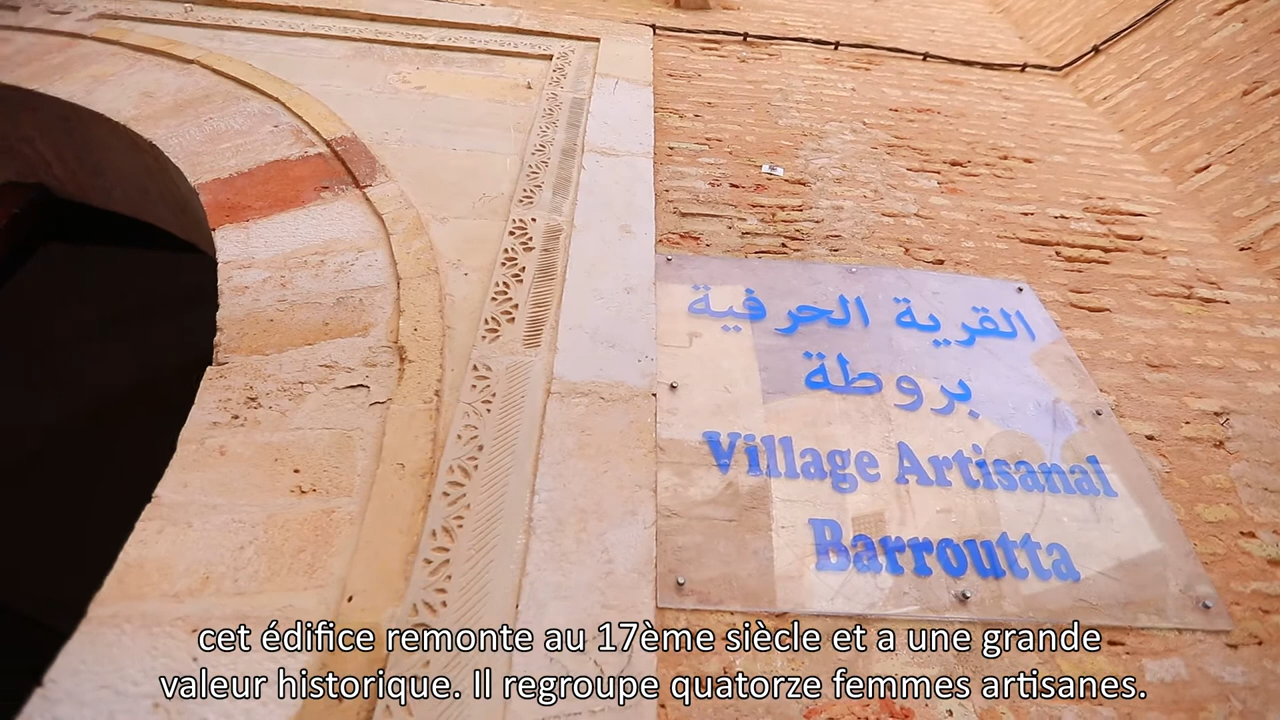 القرية الحرفية
بروطة
Village Artisanal
Barroutta
cet édifice remonte au 17ème siècle et a une grande
valeur historique. Il regroupe quatorze femmes artisanes.